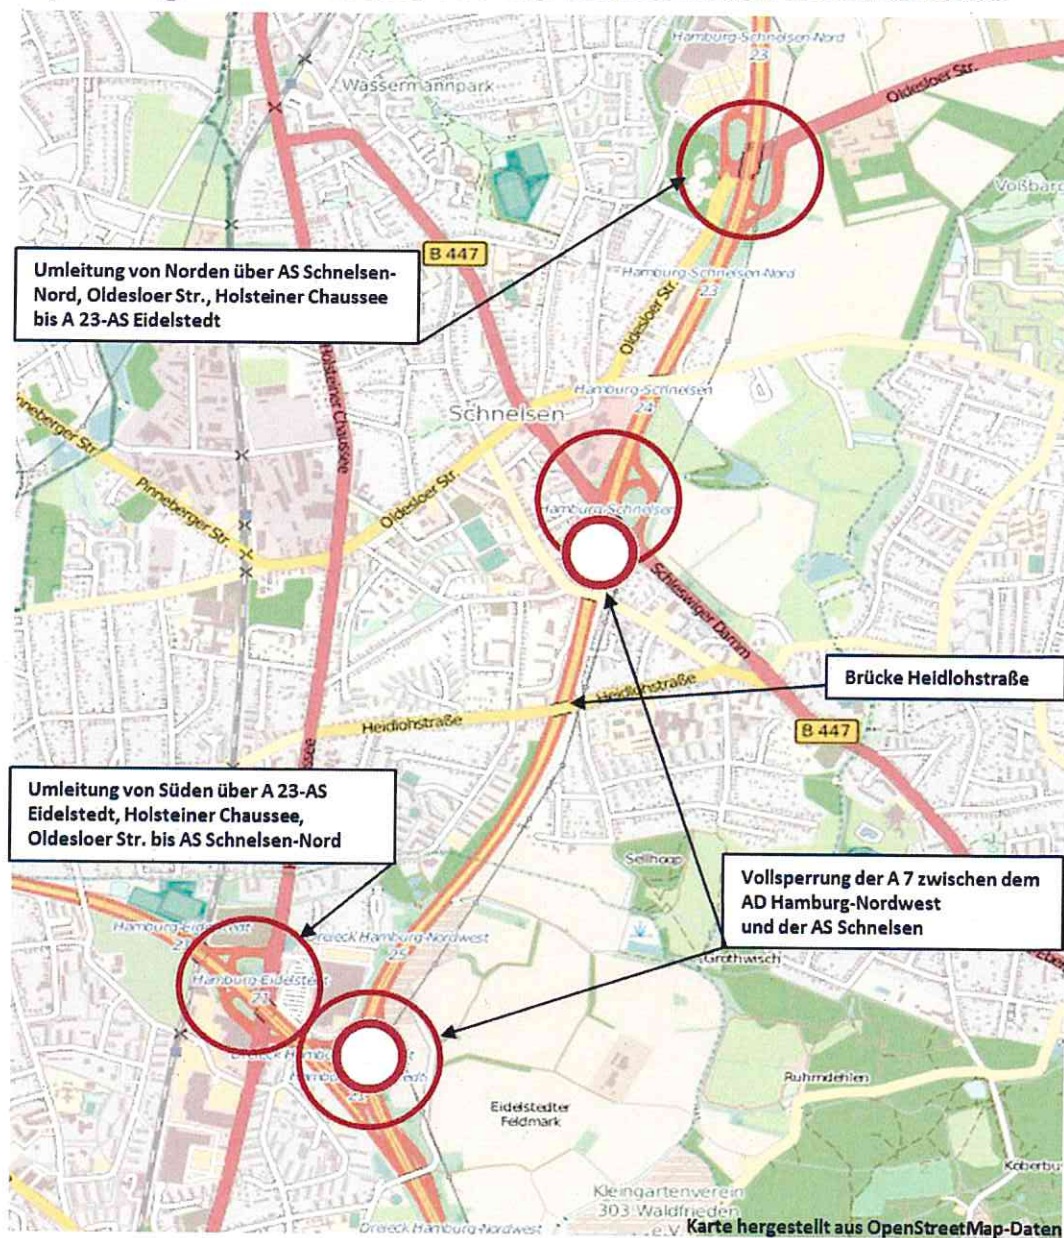 Hamburg-Schnelsen-Nord
23
Oldesloer Str.
Wassermannpark
B 447
Umleitung von Norden über AS Schnelsen-
Nord, Oldesloer Str., Holsteiner Chaussee
bis A 23-AS Eidelstedt
Hamburg-Schnelsen-Nord
23
Oldesloer Str.
Holsteiner Chaussee
Hamburg-Schnelsen
24
Schnelsen
Pinneberger Str.
Oldesloer Str.
Hamburg-Schnelsen
Schleswiger Damm
Brücke Heidlohstraße
Heidlohstraße
Heidlohstraße
B 447
Umleitung von Süden über A 23-AS
Eidelstedt, Holsteiner Chaussee,
Oldesloer Str. bis AS Schnelsen-Nord
Sellhoop
Vollsperrung der A 7 zwischen dem
AD Hamburg-Nordwest
und der AS Schnelsen
Dreieck Hamburg-Nordwest
25
Grothwisch
Hamburg-Eidelstedt
21
Ruhmdehlen
Eidelstedter
Feldmark
Kleingartenverein
303 Waldfrieden
e.V.
Dreieck Hamburg-Nordwest
Karte hergestellt aus OpenStreetMap-Daten